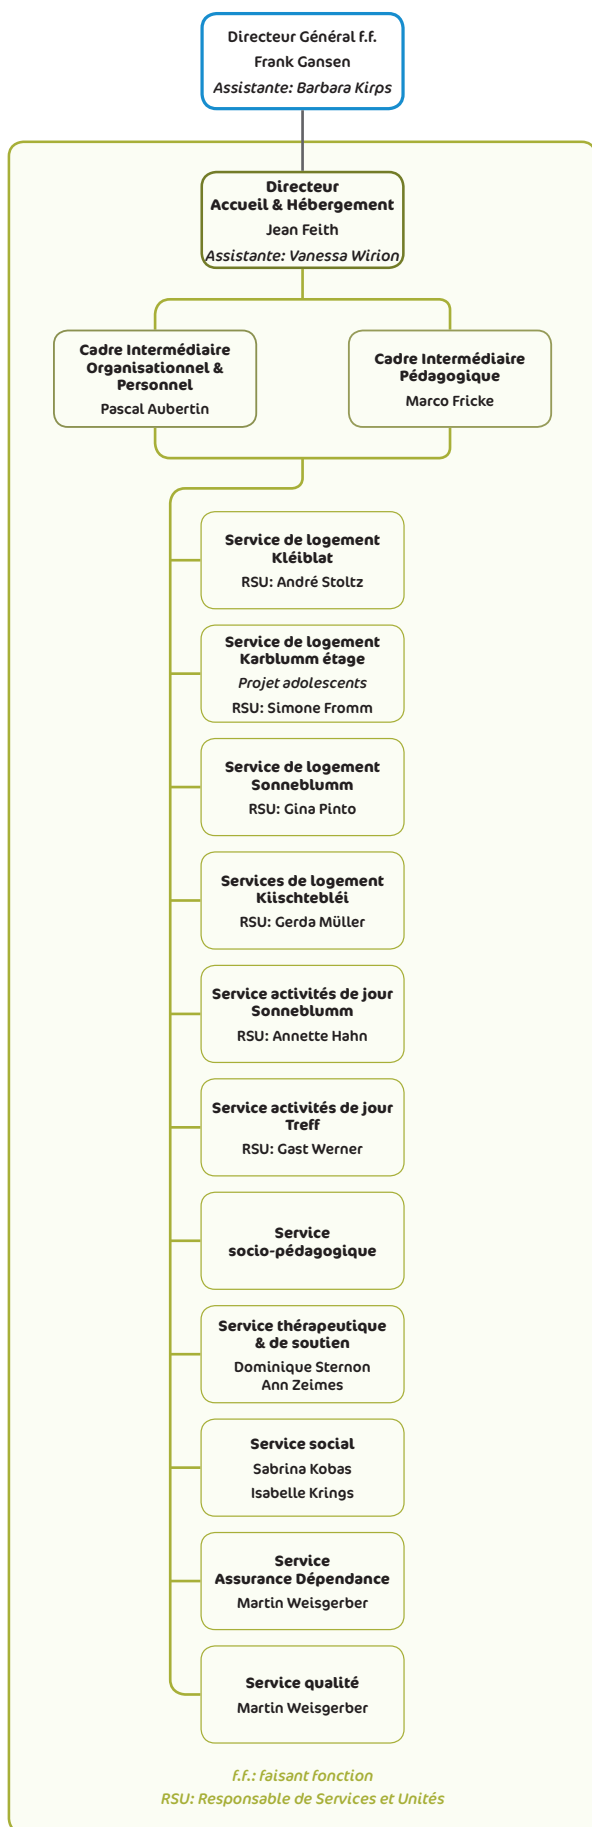 Directeur Général f.f.
Frank Gansen
Assistante: Barbara Kirps
Directeur
Accueil & Hébergement
Jean Feith
Assistante: Vanessa Wirion
Cadre Intermédiaire
Organisationnel &
Personnel
Pascal Aubertin
Cadre Intermédiaire
Pédagogique
Marco Fricke
Service de logement
Kléiblat
RSU: André Stoltz
Service de logement
Karblumm étage
Projet adolescents
RSU: Simone Fromm
Service de logement
Sonneblumm
RSU: Gina Pinto
Services de logement
Kiischtebléi
RSU: Gerda Müller
Service activités de jour
Sonneblumm
RSU: Annette Hahn
Service activités de jour
Treff
RSU: Gast Werner
Service
socio-pédagogique
Service thérapeutique
& de soutien
Dominique Sternon
Ann Zeimes
Service social
Sabrina Kobas
Isabelle Krings
Service
Assurance Dépendance
Martin Weisgerber
Service qualité
Martin Weisgerber
f.f.: faisant fonction
RSU: Responsable de Services et Unités